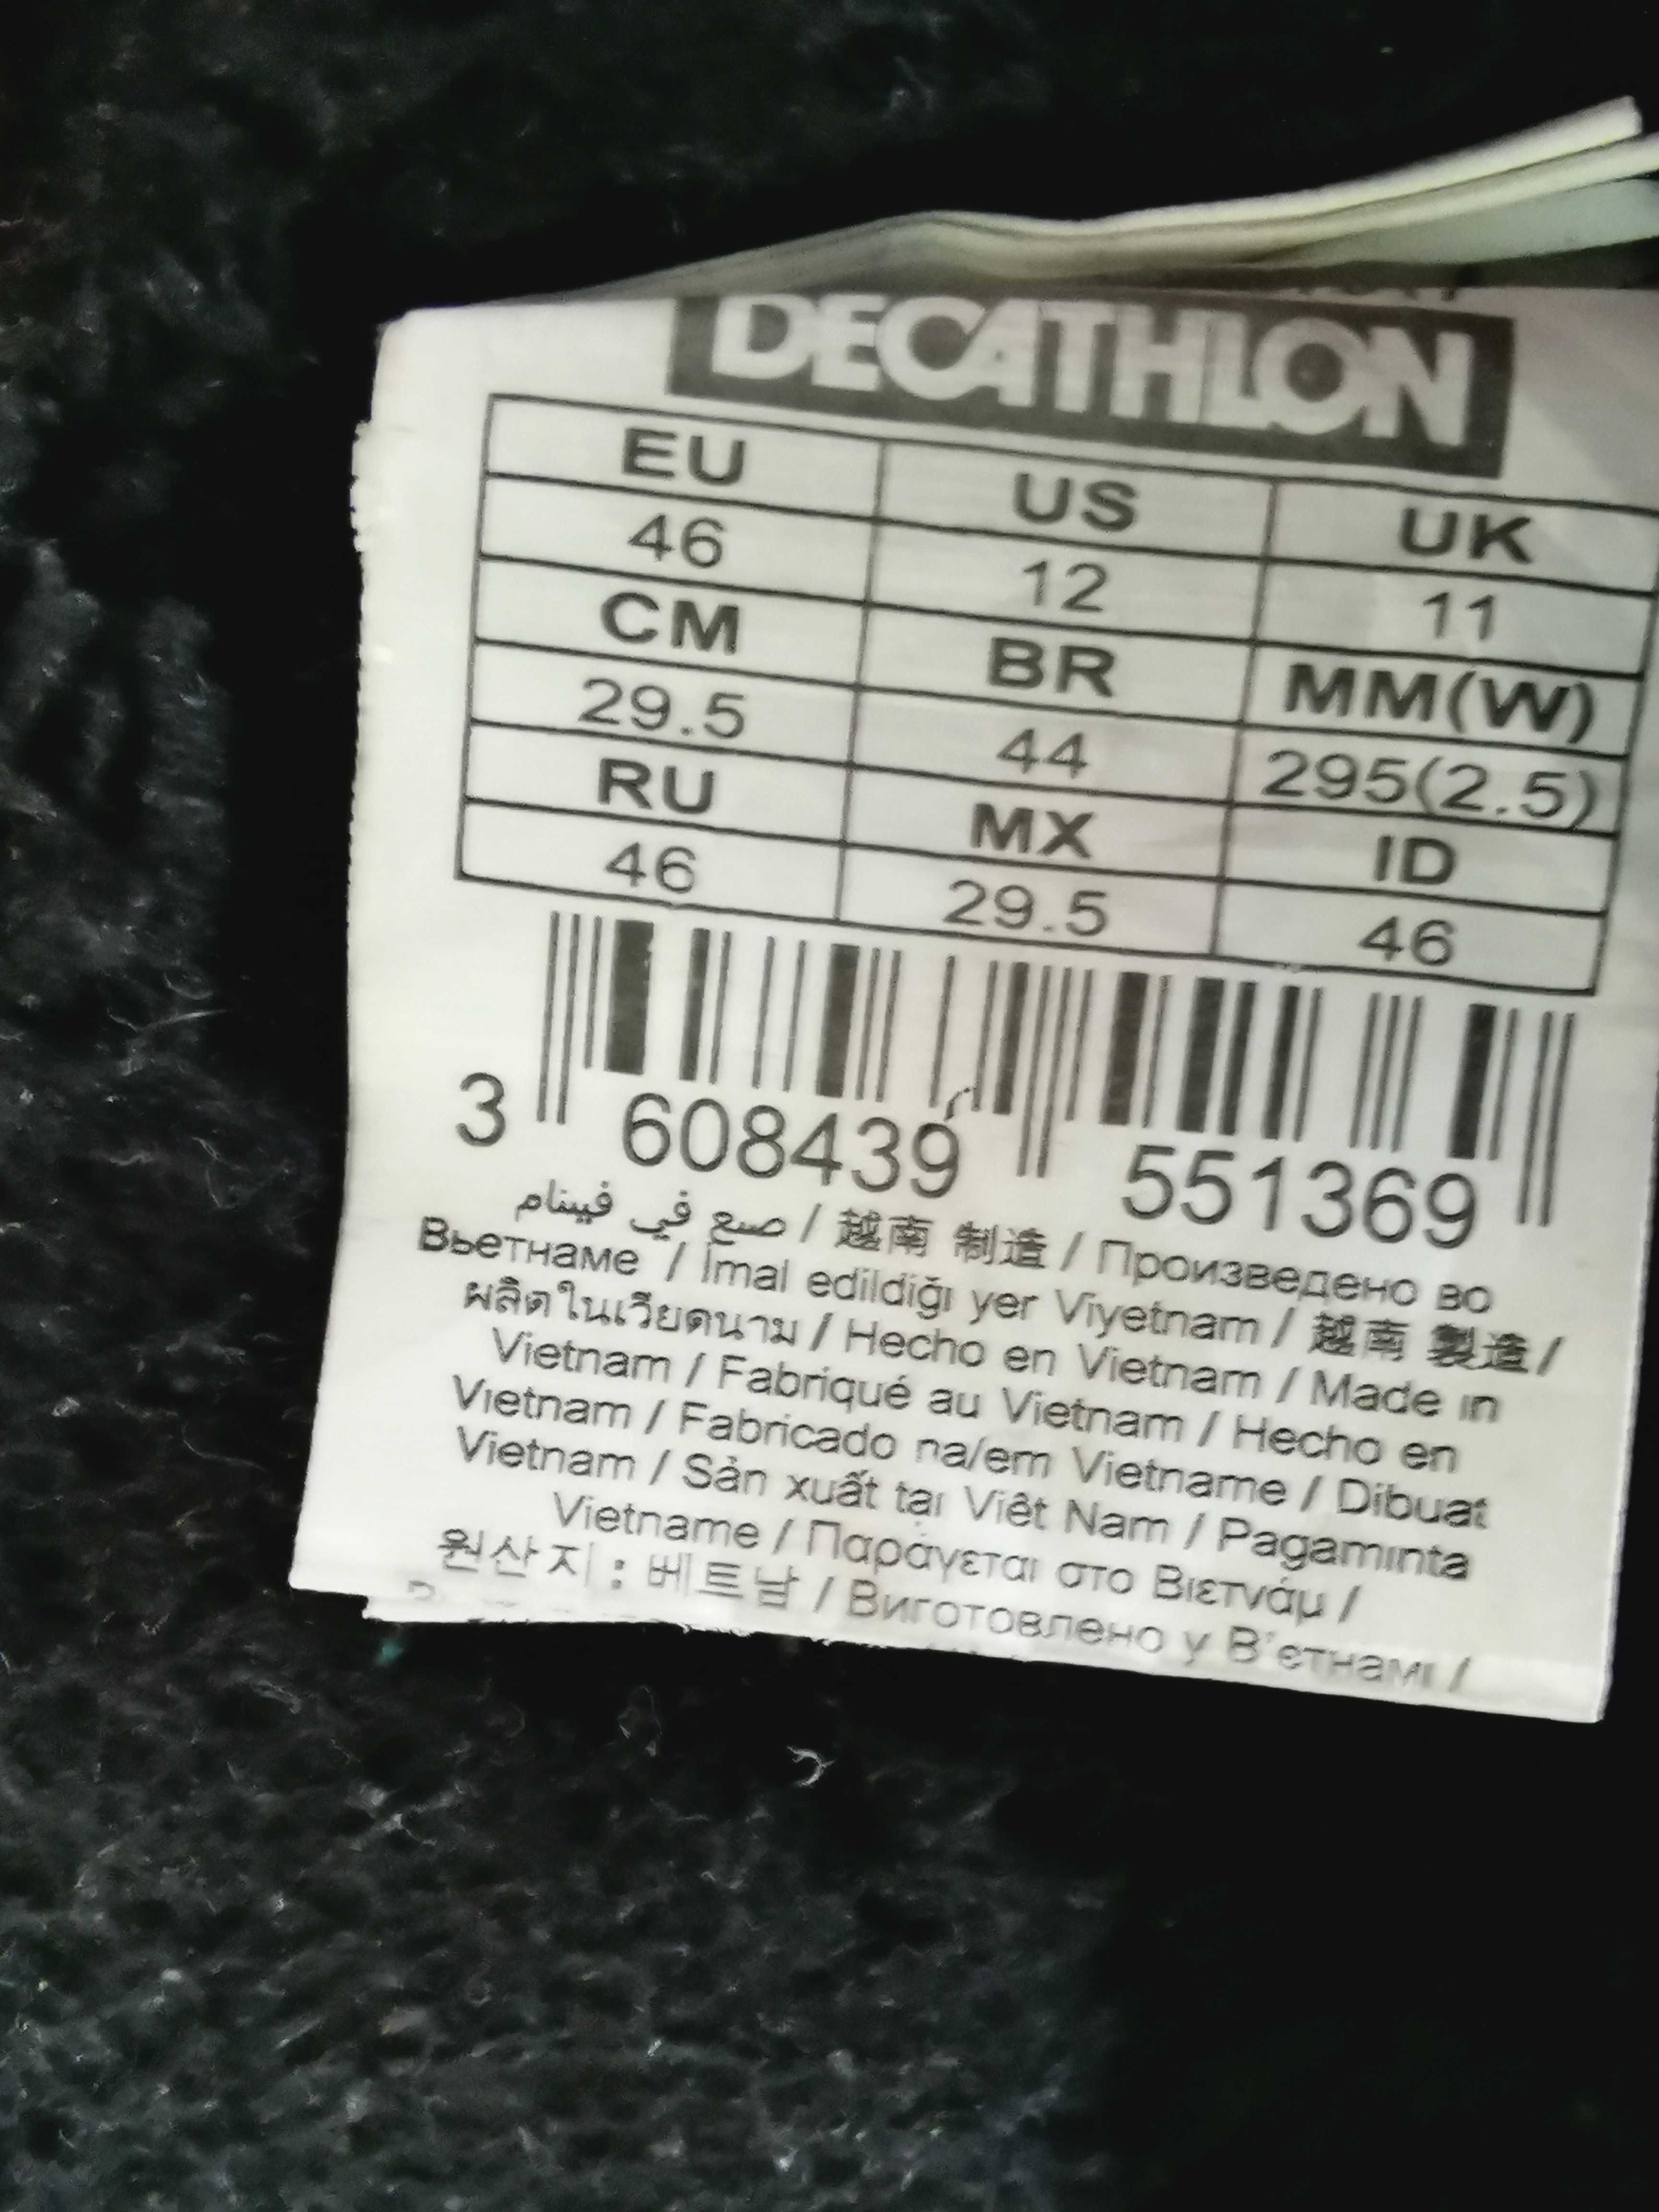 DECATHLON
EU US UK
46 12 11
CM BR MM(W)
29.5 44 295(2.5)
RU MX ID
46 29.5 46
3 608439 551369
صنع في فييتنام / 越南 制造 / Произведено во
Вьетнаме / İmal edildiği yer Viyetnam / 越南 製造 /
ผลิตในเวียดนาม / Hecho en Vietnam / Made in
Vietnam / Fabriqué au Vietnam / Hecho en
Vietnam / Fabricado na/em Vietname / Dibuat
Vietnam / Sản xuất tại Việt Nam / Pagaminta
Vietname / Παράγεται στο Βιετνάμ /
원산지 : 베트남 / Виготовлено у В'єтнамі /